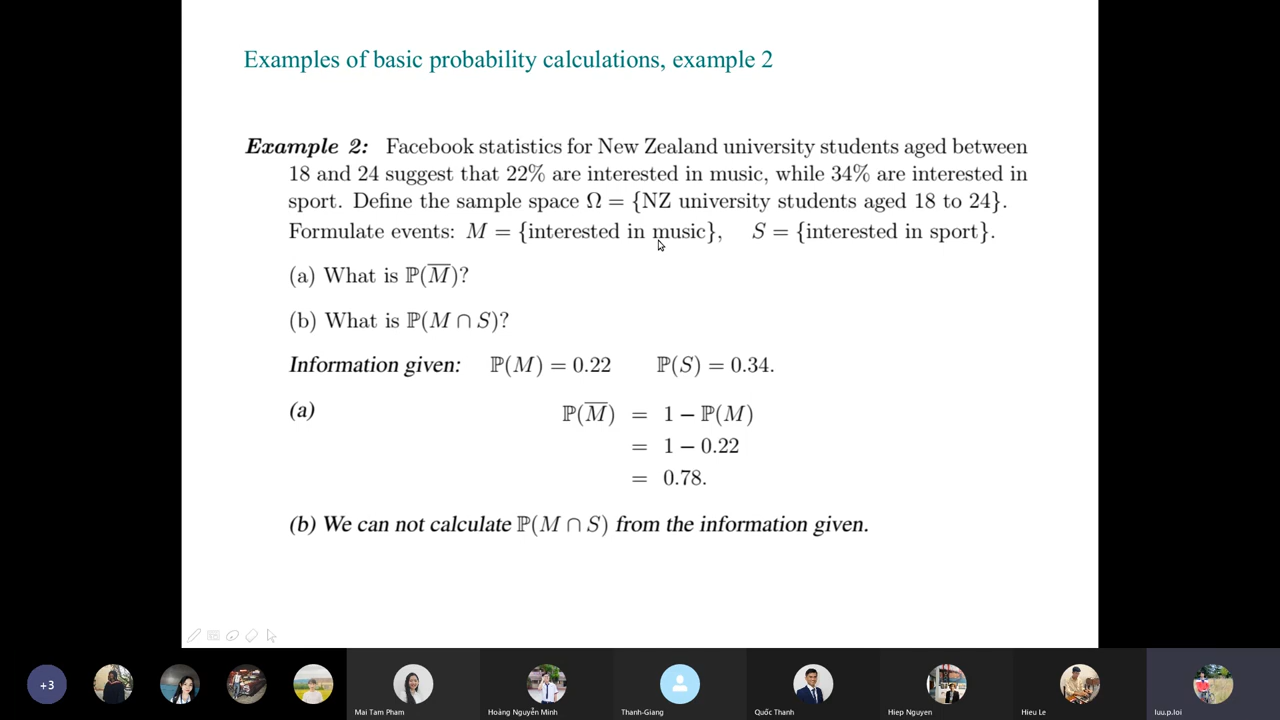 Examples of basic probability calculations, example 2
Example 2: Facebook statistics for New Zealand university students aged between
18 and 24 suggest that 22% are interested in music, while 34% are interested in
sport. Define the sample space Ω = {NZ university students aged 18 to 24}.
Formulate events: M = {interested in music}, S = {interested in sport}.
(a) What is ℙ(M̅)?
(b) What is ℙ(M ∩ S)?
Information given: ℙ(M) = 0.22 ℙ(S) = 0.34.
(a) ℙ(M̅) = 1 − ℙ(M)
= 1 − 0.22
= 0.78.
(b) We can not calculate ℙ(M ∩ S) from the information given.
+3
Mai Tam Pham
Hoàng Nguyễn Minh
Thanh-Giang
Quốc Thanh
Hiep Nguyen
Hieu Le
luu.p.loi